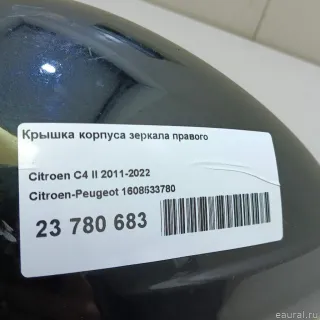 Крышка корпуса зеркала правого
Citroen C4 II 2011-2022
Citroen-Peugeot 1608533780
23 780 683
eaural.ru